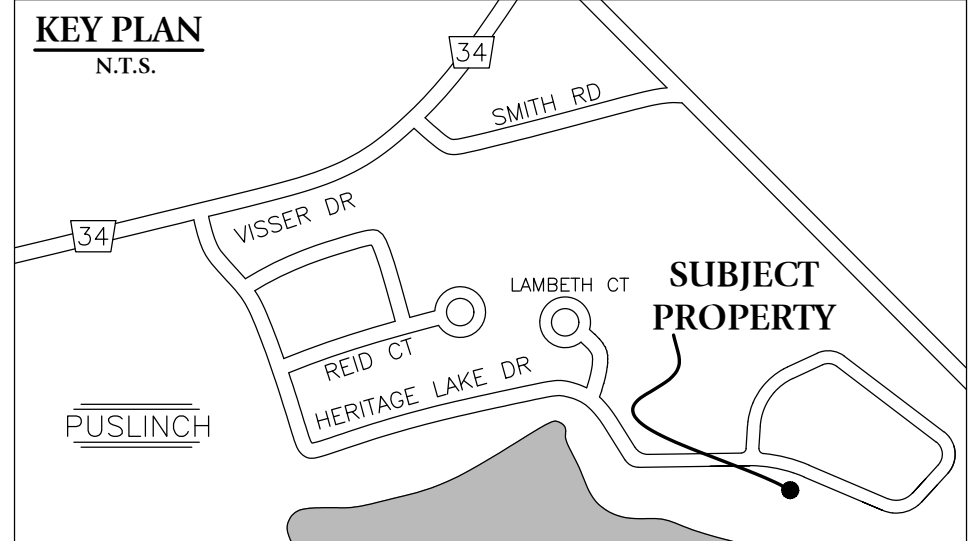 KEY PLAN
N.T.S.
34
SMITH RD
VISSER DR
34
LAMBETH CT
SUBJECT
PROPERTY
REID CT
HERITAGE LAKE DR
PUSLINCH